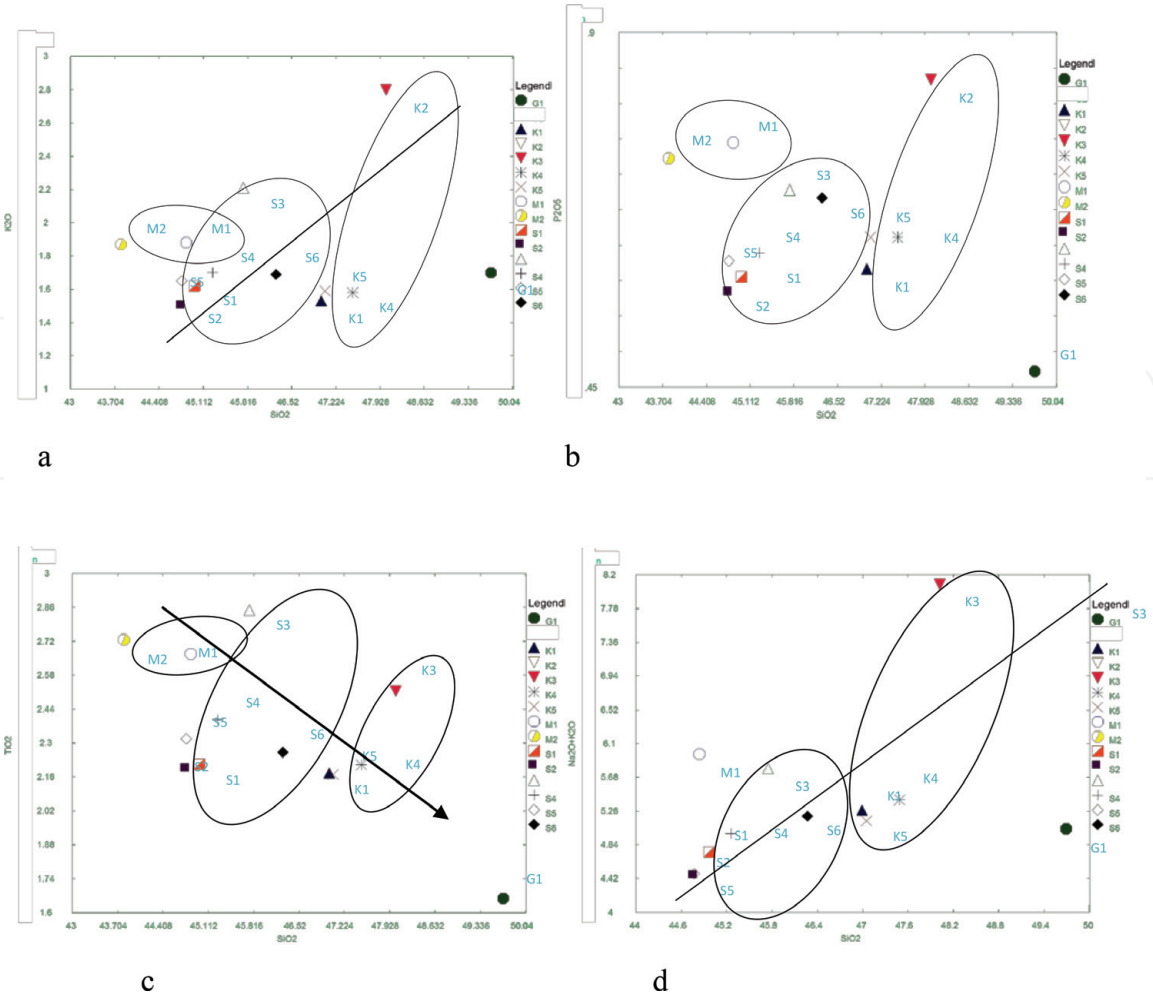 n
3
2.8
2.6
2.4
2.2
2
1.8
1.6
1.4
1.2
1
K2O
K2
M2
M1
S3
S4
S6
S5
S1
S2
K5
K4
K1
G1
43 43.704 44.408 45.112 45.816 46.52 47.224 47.928 48.632 49.336 50.04
SiO2
Legend
G1
K1
K2
K3
K4
K5
M1
M2
S1
S2
S4
S5
S6
a
n
.9
.45
P2O5
M2
M1
K2
S3
S6
S4
S5
S1
S2
K5
K4
K1
G1
43 43.704 44.408 45.112 45.816 46.52 47.224 47.928 48.632 49.336 50.04
SiO2
Legend
G1
K1
K2
K3
K4
K5
M1
M2
S1
S2
S4
S5
S6
b
n
3
2.86
2.72
2.58
2.44
2.3
2.16
2.02
1.88
1.74
1.6
TiO2
M2
M1
S3
S4
S5
S6
S2
S1
K3
K5
K4
K1
G1
43 43.704 44.408 45.112 45.816 46.52 47.224 47.928 48.632 49.336 50.04
SiO2
Legend
G1
K1
K2
K3
K4
K5
M1
M2
S1
S2
S4
S5
S6
c
n
8.2
7.78
7.36
6.94
6.52
6.1
5.68
5.26
4.84
4.42
4
Na2O+K2O
K3
S3
M1
S3
K4
K1
S1
S4
S6
K5
S2
S5
G1
44 44.6 45.2 45.8 46.4 47 47.6 48.2 48.8 49.4 50
SiO2
Legend
G1
K1
K2
K3
K4
K5
M1
M2
S1
S2
S4
S5
S6
d